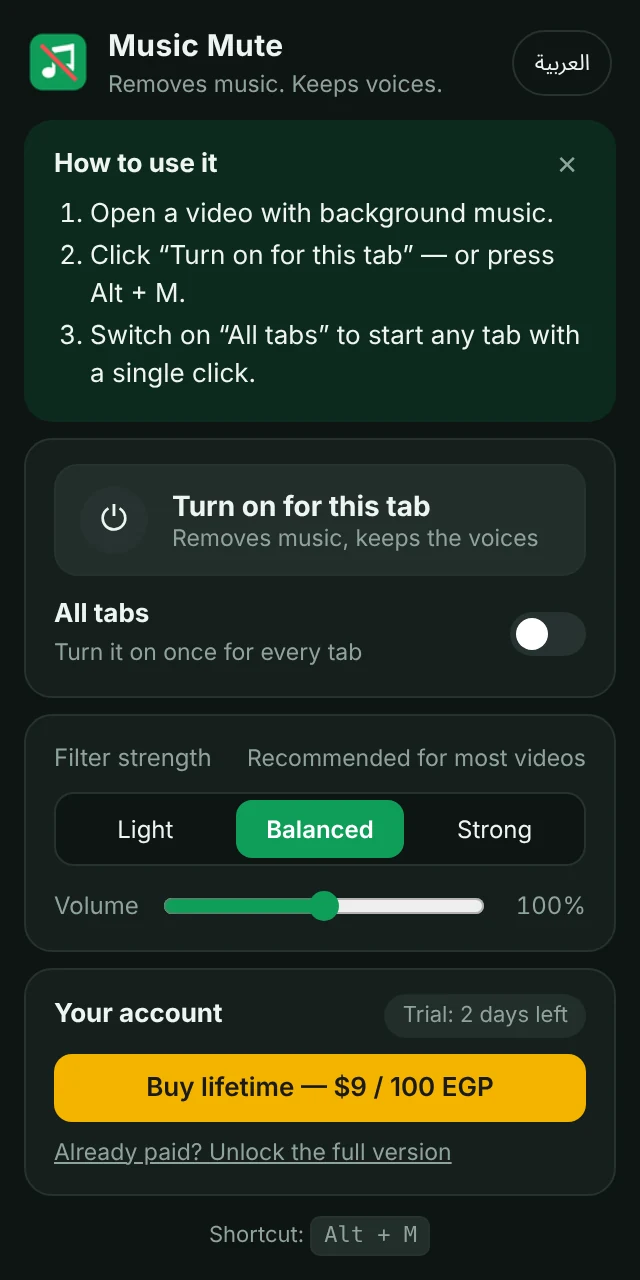 Music Mute
Removes music. Keeps voices.
العربية
How to use it
×
1. Open a video with background music.
2. Click “Turn on for this tab” — or press
Alt + M.
3. Switch on “All tabs” to start any tab with
a single click.
Turn on for this tab
Removes music, keeps the voices
All tabs
Turn it on once for every tab
Filter strength
Recommended for most videos
Light
Balanced
Strong
Volume
100%
Your account
Trial: 2 days left
Buy lifetime — $9 / 100 EGP
Already paid? Unlock the full version
Shortcut: Alt + M